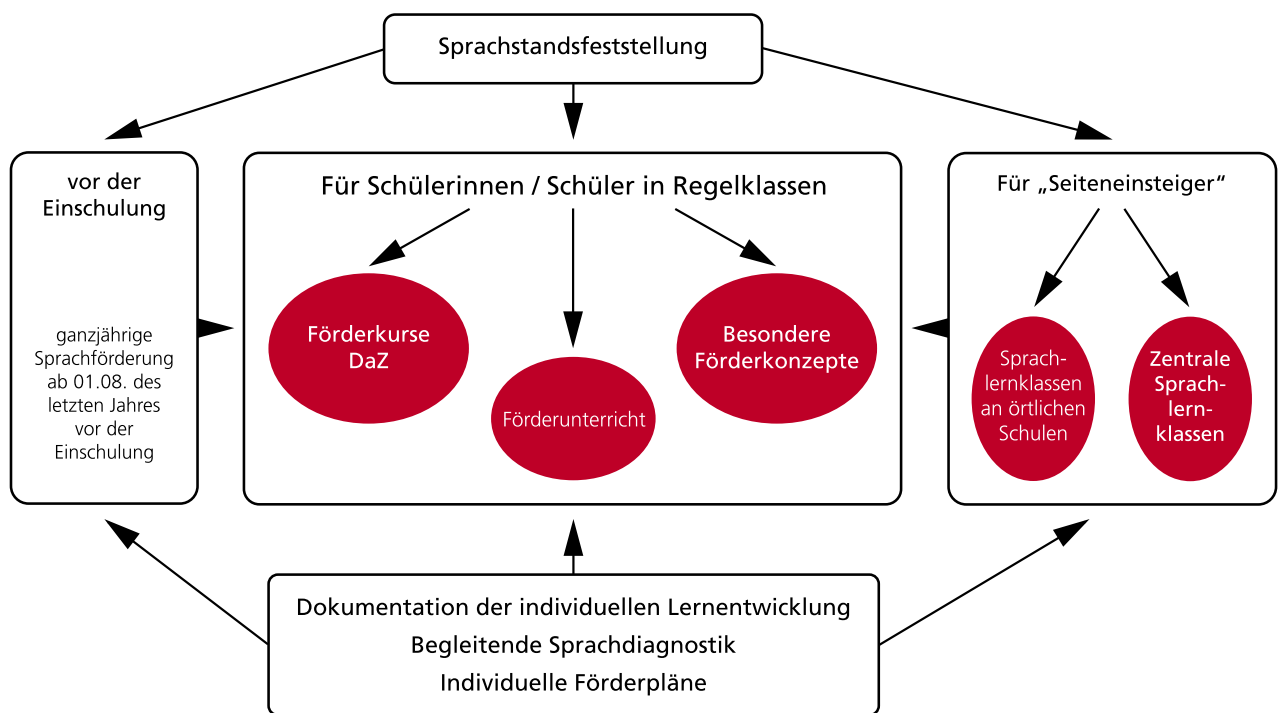 Sprachstandsfeststellung
vor der
Einschulung
ganzjährige
Sprachförderung
ab 01.08. des
letzten Jahres
vor der
Einschulung
Für Schülerinnen / Schüler in Regelklassen
Förderkurse
DaZ
Förderunterricht
Besondere
Förderkonzepte
Für „Seiteneinsteiger“
Sprach-
lernklassen
an örtlichen
Schulen
Zentrale
Sprach-
lern-
klassen
Dokumentation der individuellen Lernentwicklung
Begleitende Sprachdiagnostik
Individuelle Förderpläne